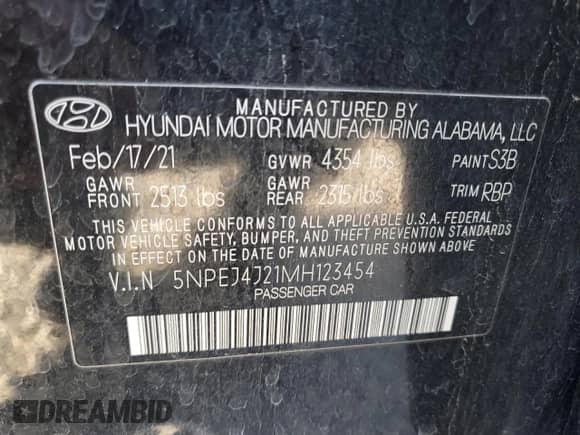 MANUFACTURED BY
HYUNDAI MOTOR MANUFACTURING ALABAMA, LLC
Feb/17/21 GVWR 4354 lbs PAINT S3B
GAWR FRONT 2513 lbs GAWR REAR 2315 lbs TRIM RBP
THIS VEHICLE CONFORMS TO ALL APPLICABLE U.S.A. FEDERAL
MOTOR VEHICLE SAFETY, BUMPER, AND THEFT PREVENTION STANDARDS
IN EFFECT ON THE DATE OF MANUFACTURE SHOWN ABOVE.
V.I.N 5NPEJ4J21MH123454
PASSENGER CAR
DREAMBID